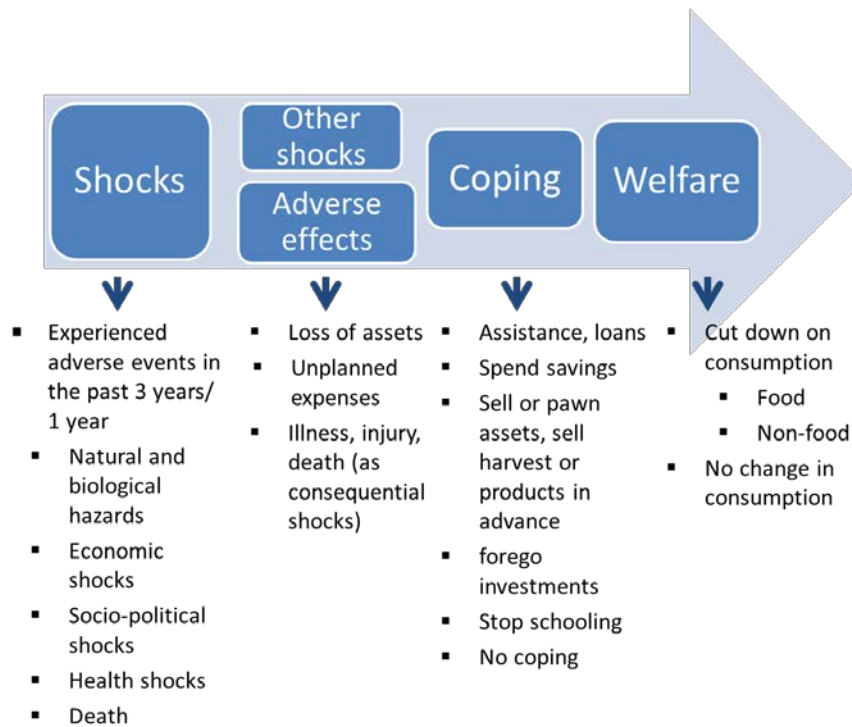 Shocks
Other
shocks
Adverse
effects
Coping
Welfare
▪ Experienced
adverse events in
the past 3 years/
1 year
▪ Natural and
biological
hazards
▪ Economic
shocks
▪ Socio-political
shocks
▪ Health shocks
▪ Death
▪ Loss of assets
▪ Unplanned
expenses
▪ Illness, injury,
death (as
consequential
shocks)
▪ Assistance, loans
▪ Spend savings
▪ Sell or pawn
assets, sell
harvest or
products in
advance
▪ forego
investments
▪ Stop schooling
▪ No coping
▪ Cut down on
consumption
▪ Food
▪ Non-food
▪ No change in
consumption